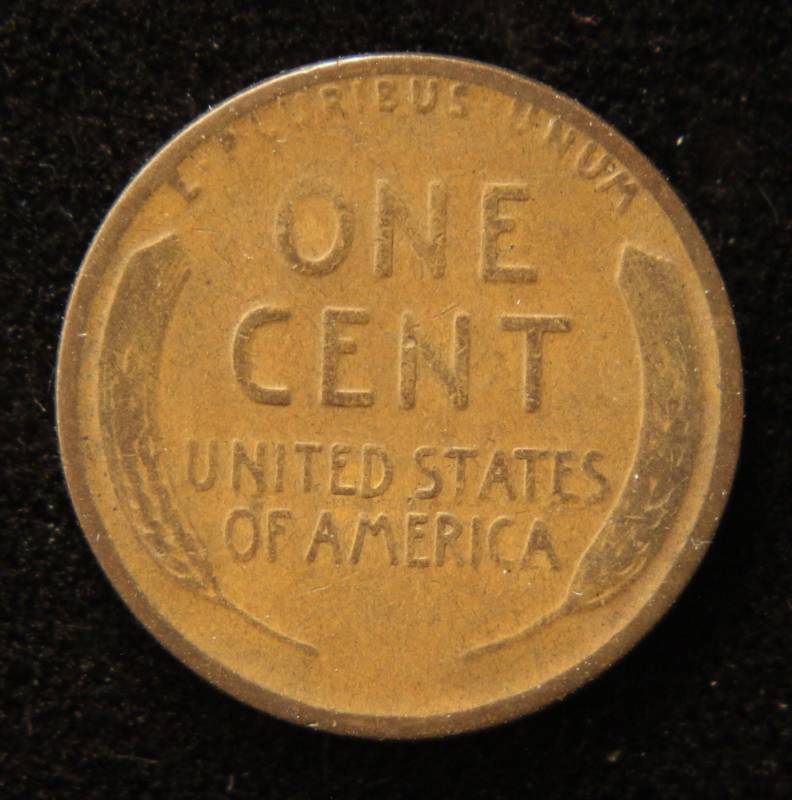 E · PLURIBUS · UNUM
ONE
CENT
UNITED STATES
OF AMERICA